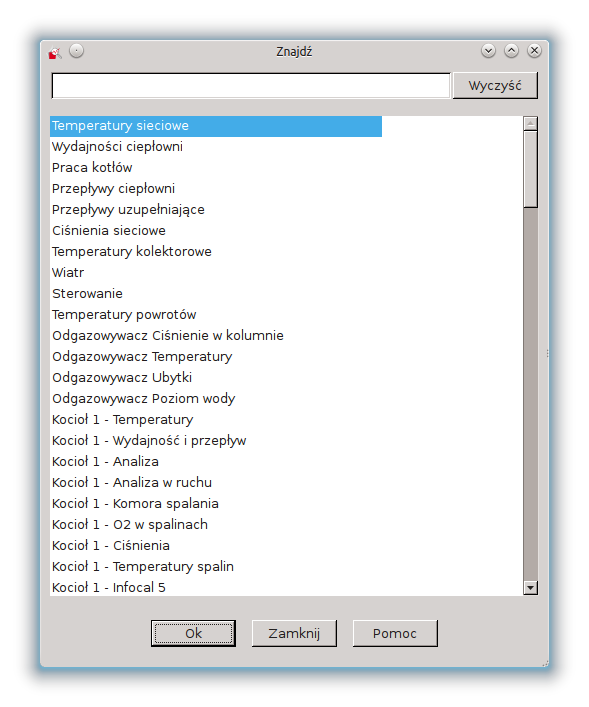 Znajdź
Wyczyść
Temperatury sieciowe
Wydajności ciepłowni
Praca kotłów
Przepływy ciepłowni
Przepływy uzupełniające
Ciśnienia sieciowe
Temperatury kolektorowe
Wiatr
Sterowanie
Temperatury powrotów
Odgazowywacz Ciśnienie w kolumnie
Odgazowywacz Temperatury
Odgazowywacz Ubytki
Odgazowywacz Poziom wody
Kocioł 1 - Temperatury
Kocioł 1 - Wydajność i przepływ
Kocioł 1 - Analiza
Kocioł 1 - Analiza w ruchu
Kocioł 1 - Komora spalania
Kocioł 1 - O2 w spalinach
Kocioł 1 - Ciśnienia
Kocioł 1 - Temperatury spalin
Kocioł 1 - Infocal 5
Ok Zamknij Pomoc